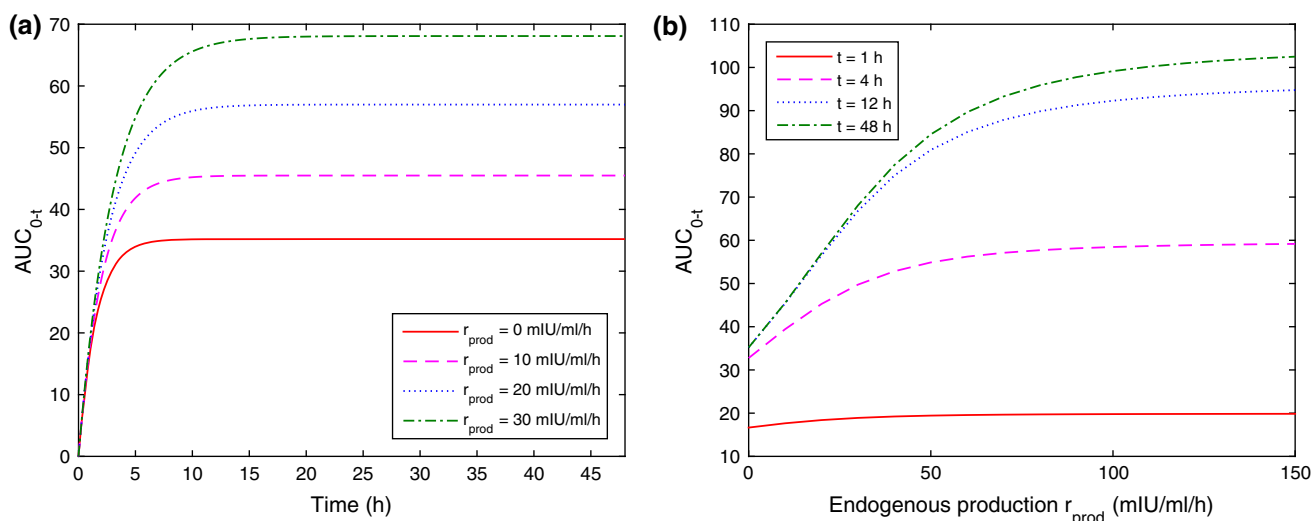 (a)
70
60
50
40
30
20
10
0
AUC0-t
0 5 10 15 20 25 30 35 40 45
Time (h)
rprod = 0 mIU/ml/h
rprod = 10 mIU/ml/h
rprod = 20 mIU/ml/h
rprod = 30 mIU/ml/h
(b)
110
100
90
80
70
60
50
40
30
20
10
AUC0-t
0 50 100 150
Endogenous production rprod (mIU/ml/h)
t = 1 h
t = 4 h
t = 12 h
t = 48 h